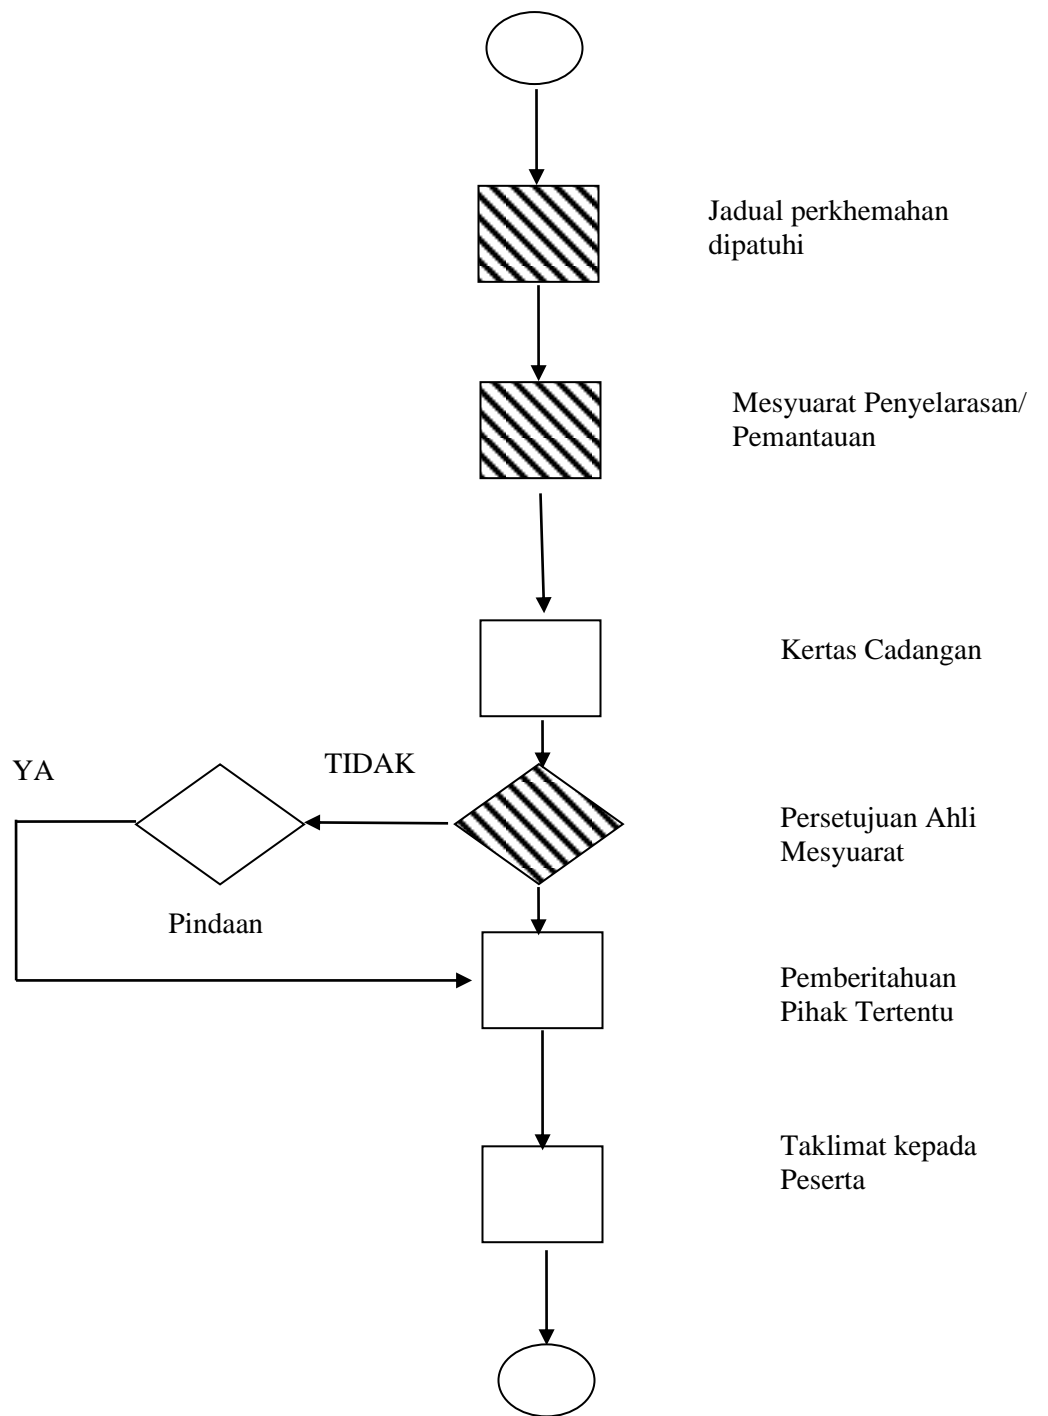 Jadual perkhemahan
dipatuhi
Mesyuarat Penyelarasan/
Pemantauan
Kertas Cadangan
YA
TIDAK
Persetujuan Ahli
Mesyuarat
Pindaan
Pemberitahuan
Pihak Tertentu
Taklimat kepada
Peserta